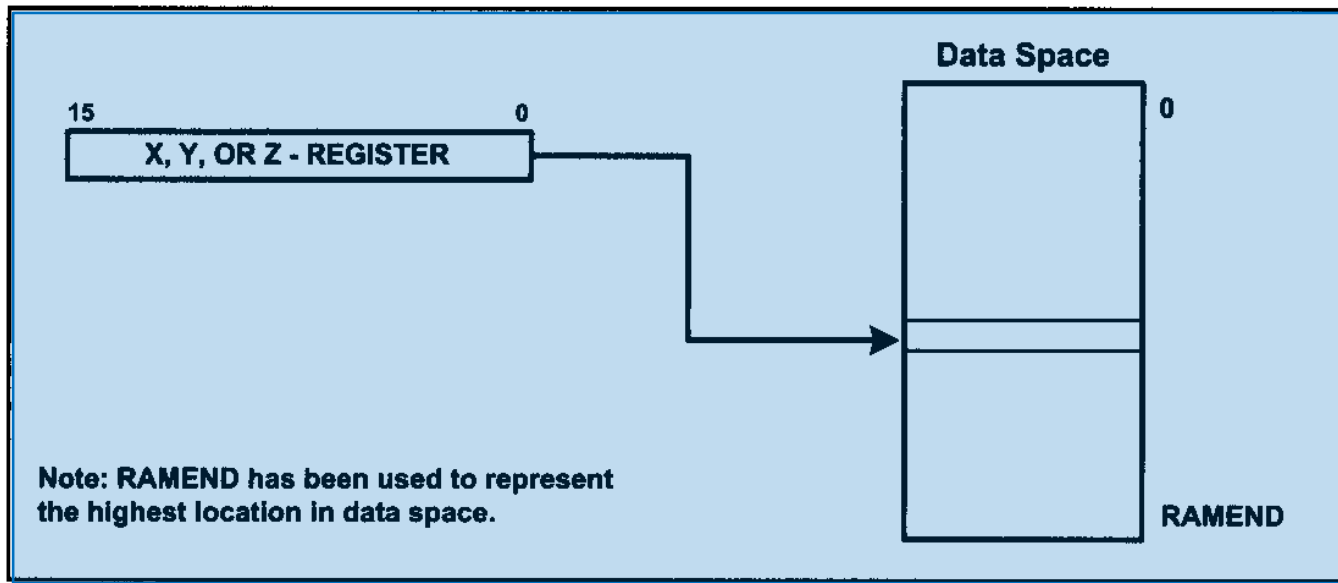 Data Space
15
0
0
X, Y, OR Z - REGISTER
Note: RAMEND has been used to represent
the highest location in data space.
RAMEND